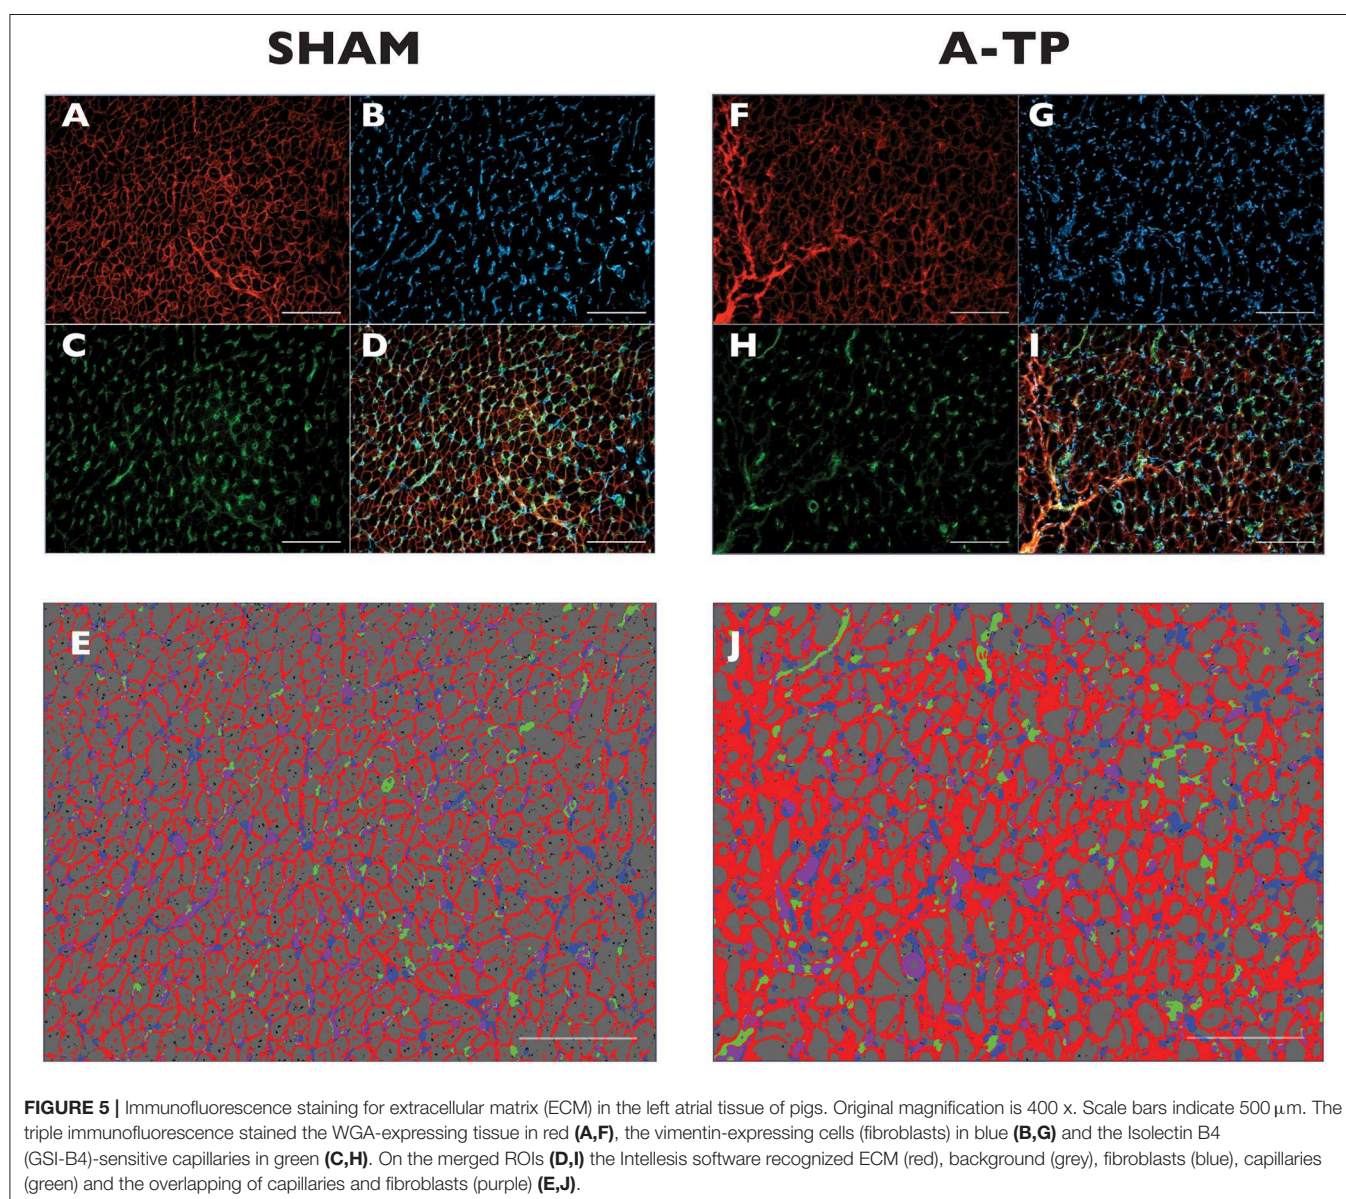 SHAM
A-TP
A
B
C
D
E
F
G
H
I
J
FIGURE 5 | Immunofluorescence staining for extracellular matrix (ECM) in the left atrial tissue of pigs. Original magnification is 400 x. Scale bars indicate 500 μm. The
triple immunofluorescence stained the WGA-expressing tissue in red (A,F), the vimentin-expressing cells (fibroblasts) in blue (B,G) and the Isolectin B4
(GSI-B4)-sensitive capillaries in green (C,H). On the merged ROIs (D,I) the Intellesis software recognized ECM (red), background (grey), fibroblasts (blue), capillaries
(green) and the overlapping of capillaries and fibroblasts (purple) (E,J).